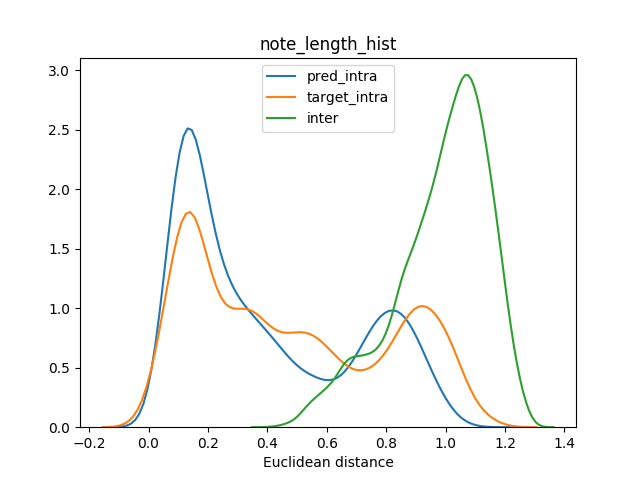 note_length_hist
pred_intra
target_intra
inter
3.0
2.5
2.0
1.5
1.0
0.5
0.0
−0.2 0.0 0.2 0.4 0.6 0.8 1.0 1.2 1.4
Euclidean distance